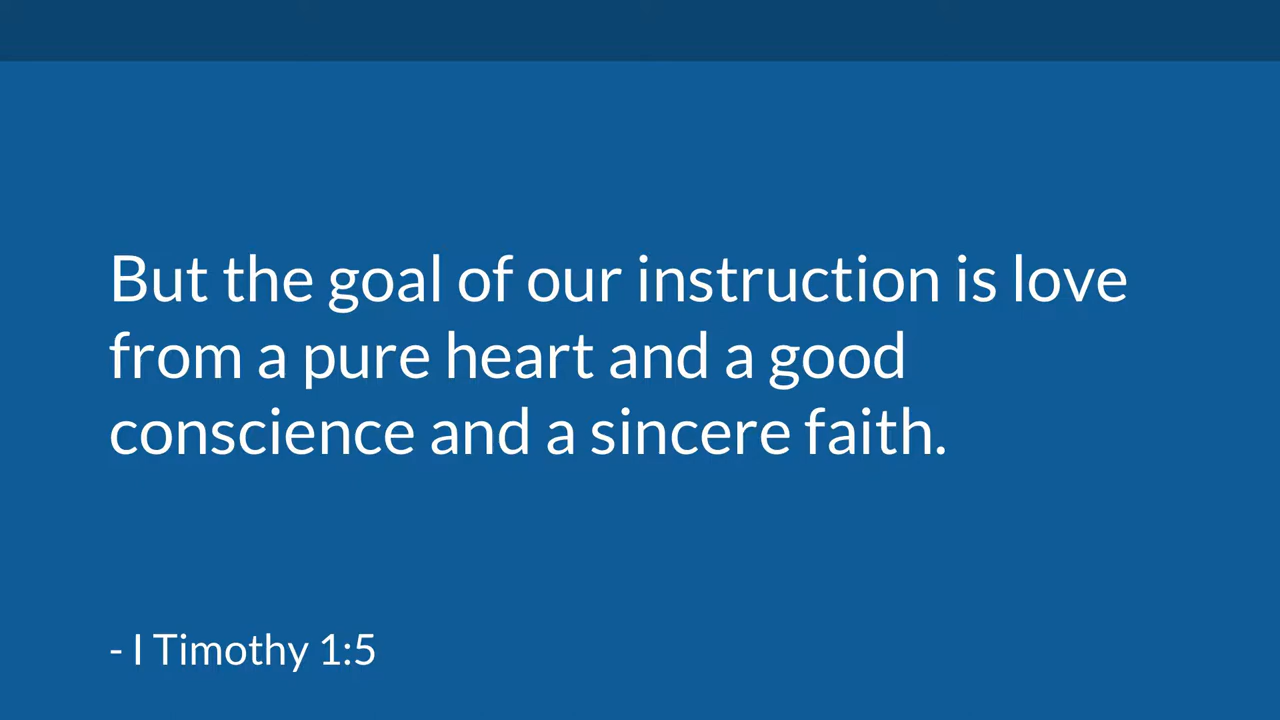 But the goal of our instruction is love
from a pure heart and a good
conscience and a sincere faith.
- I Timothy 1:5